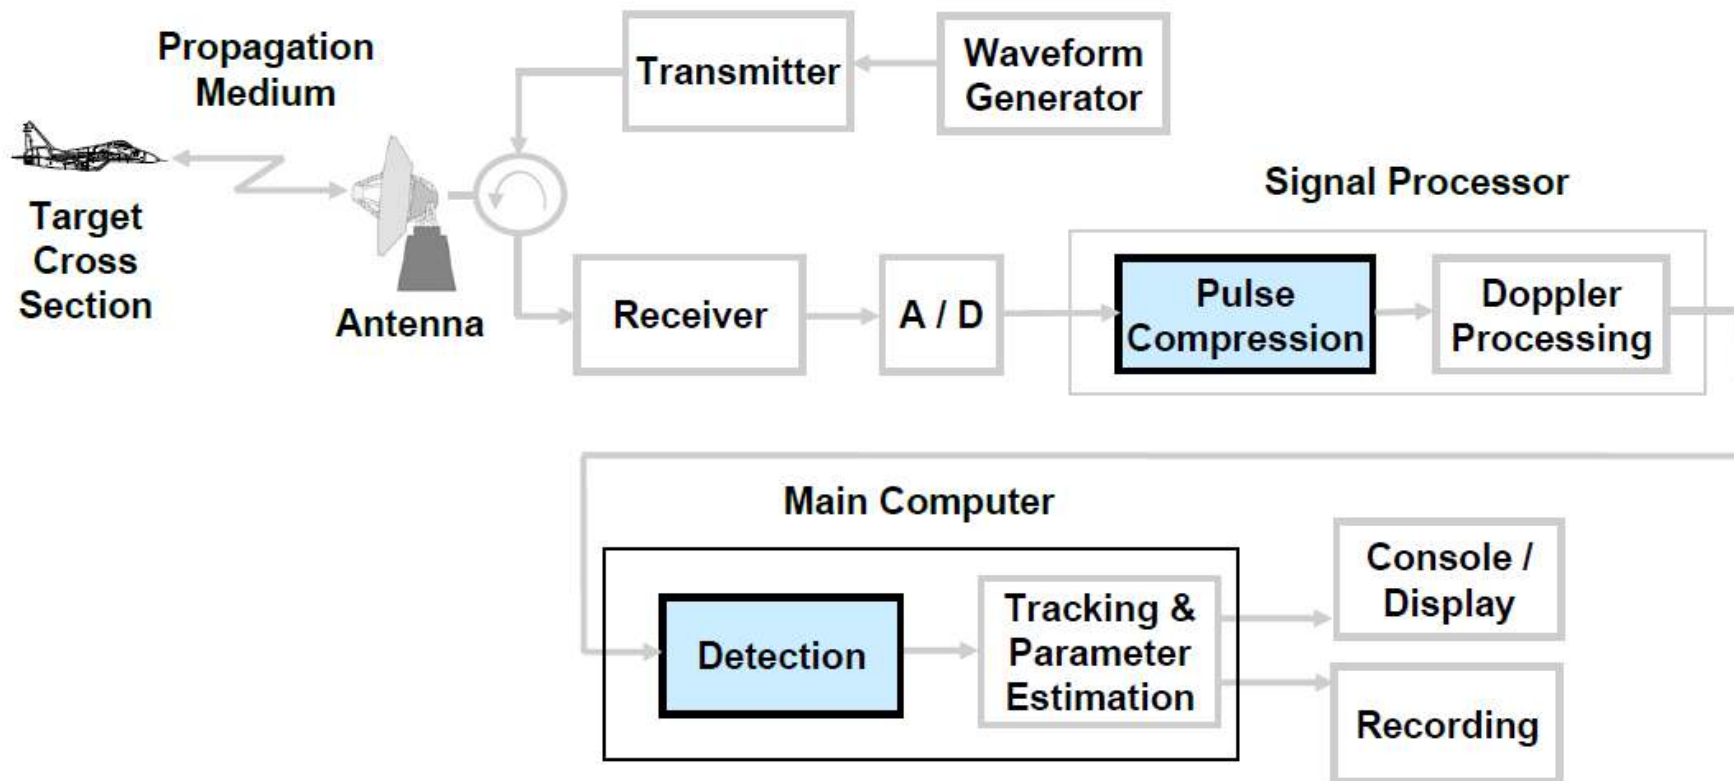 Propagation
Medium
Transmitter
Waveform
Generator
Target
Cross
Section
Antenna
Signal Processor
Receiver
A / D
Pulse
Compression
Doppler
Processing
Main Computer
Detection
Tracking &
Parameter
Estimation
Console /
Display
Recording